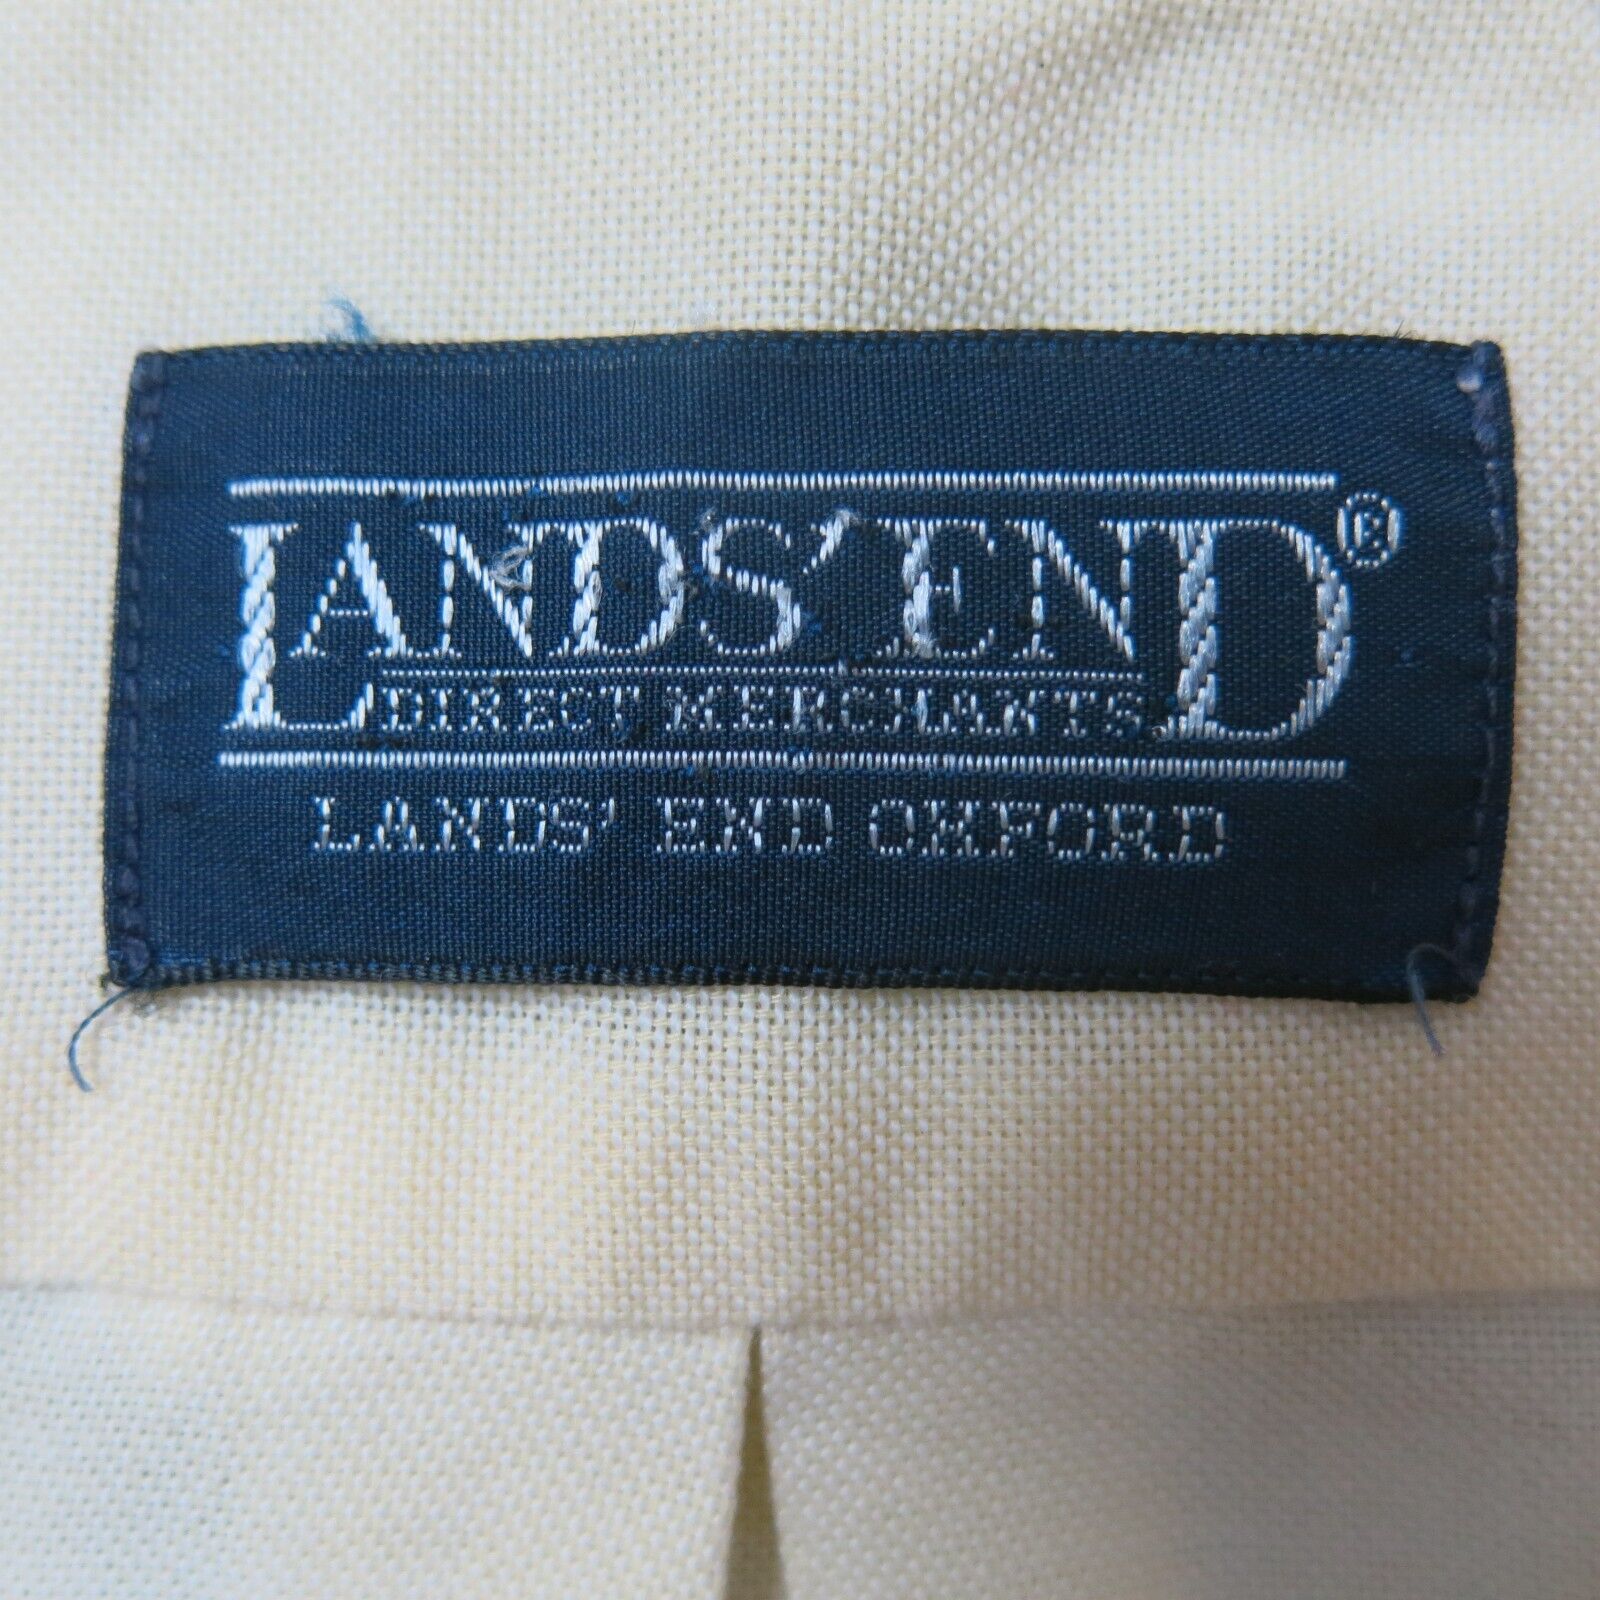 LANDS' END ®
DIRECT MERCHANTS
LANDS' END OXFORD